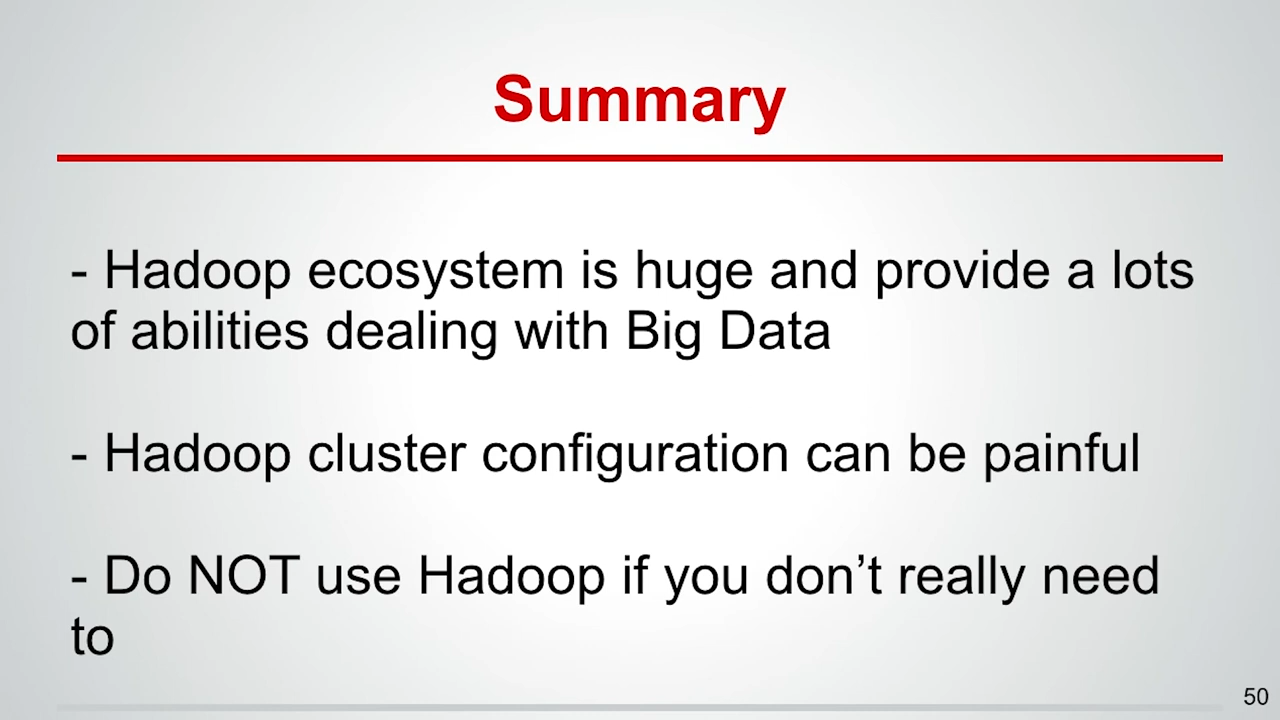 Summary
- Hadoop ecosystem is huge and provide a lots
of abilities dealing with Big Data
- Hadoop cluster configuration can be painful
- Do NOT use Hadoop if you don’t really need
to
50